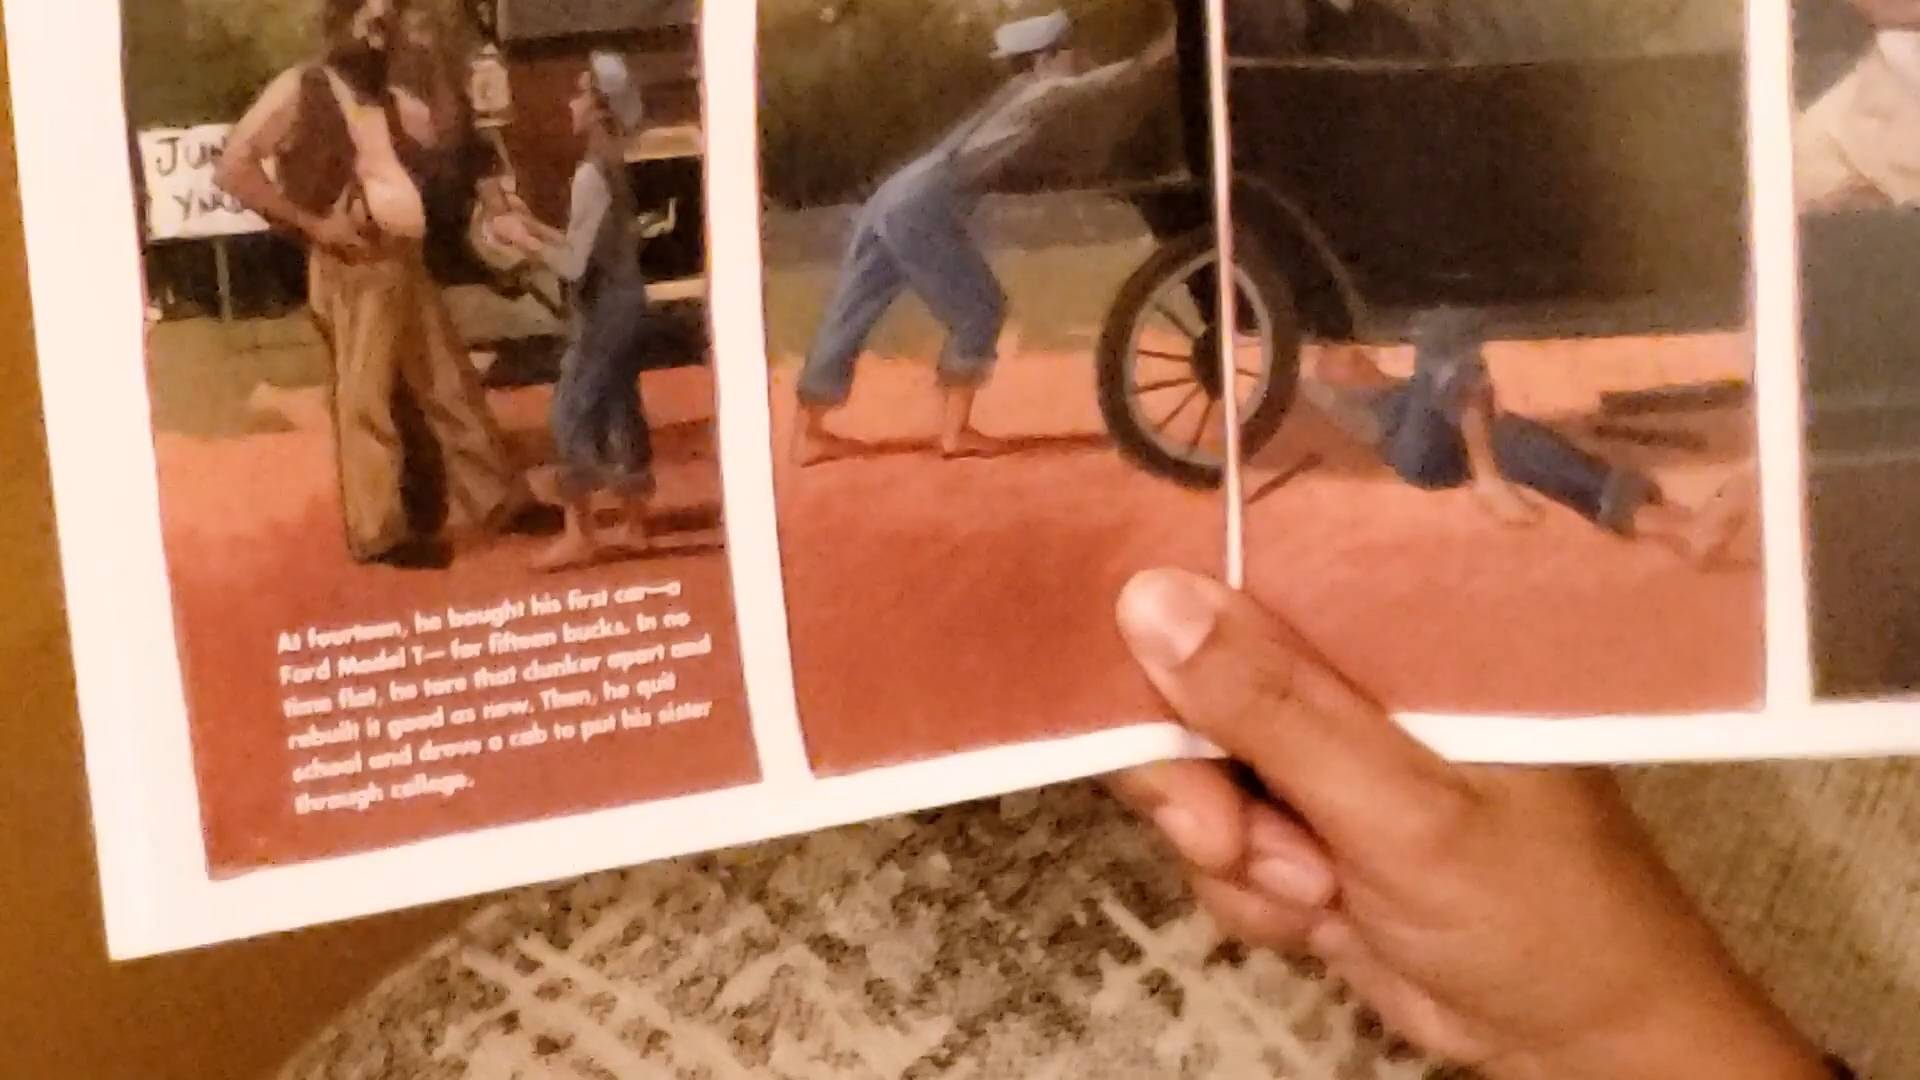 JUN
YARD
At fourteen, he bought his first car—a
Ford Model T— for fifteen bucks. In no
time flat, he tore that clunker apart and
rebuilt it good as new. Then, he quit
school and drove a cab to put his sister
through college.